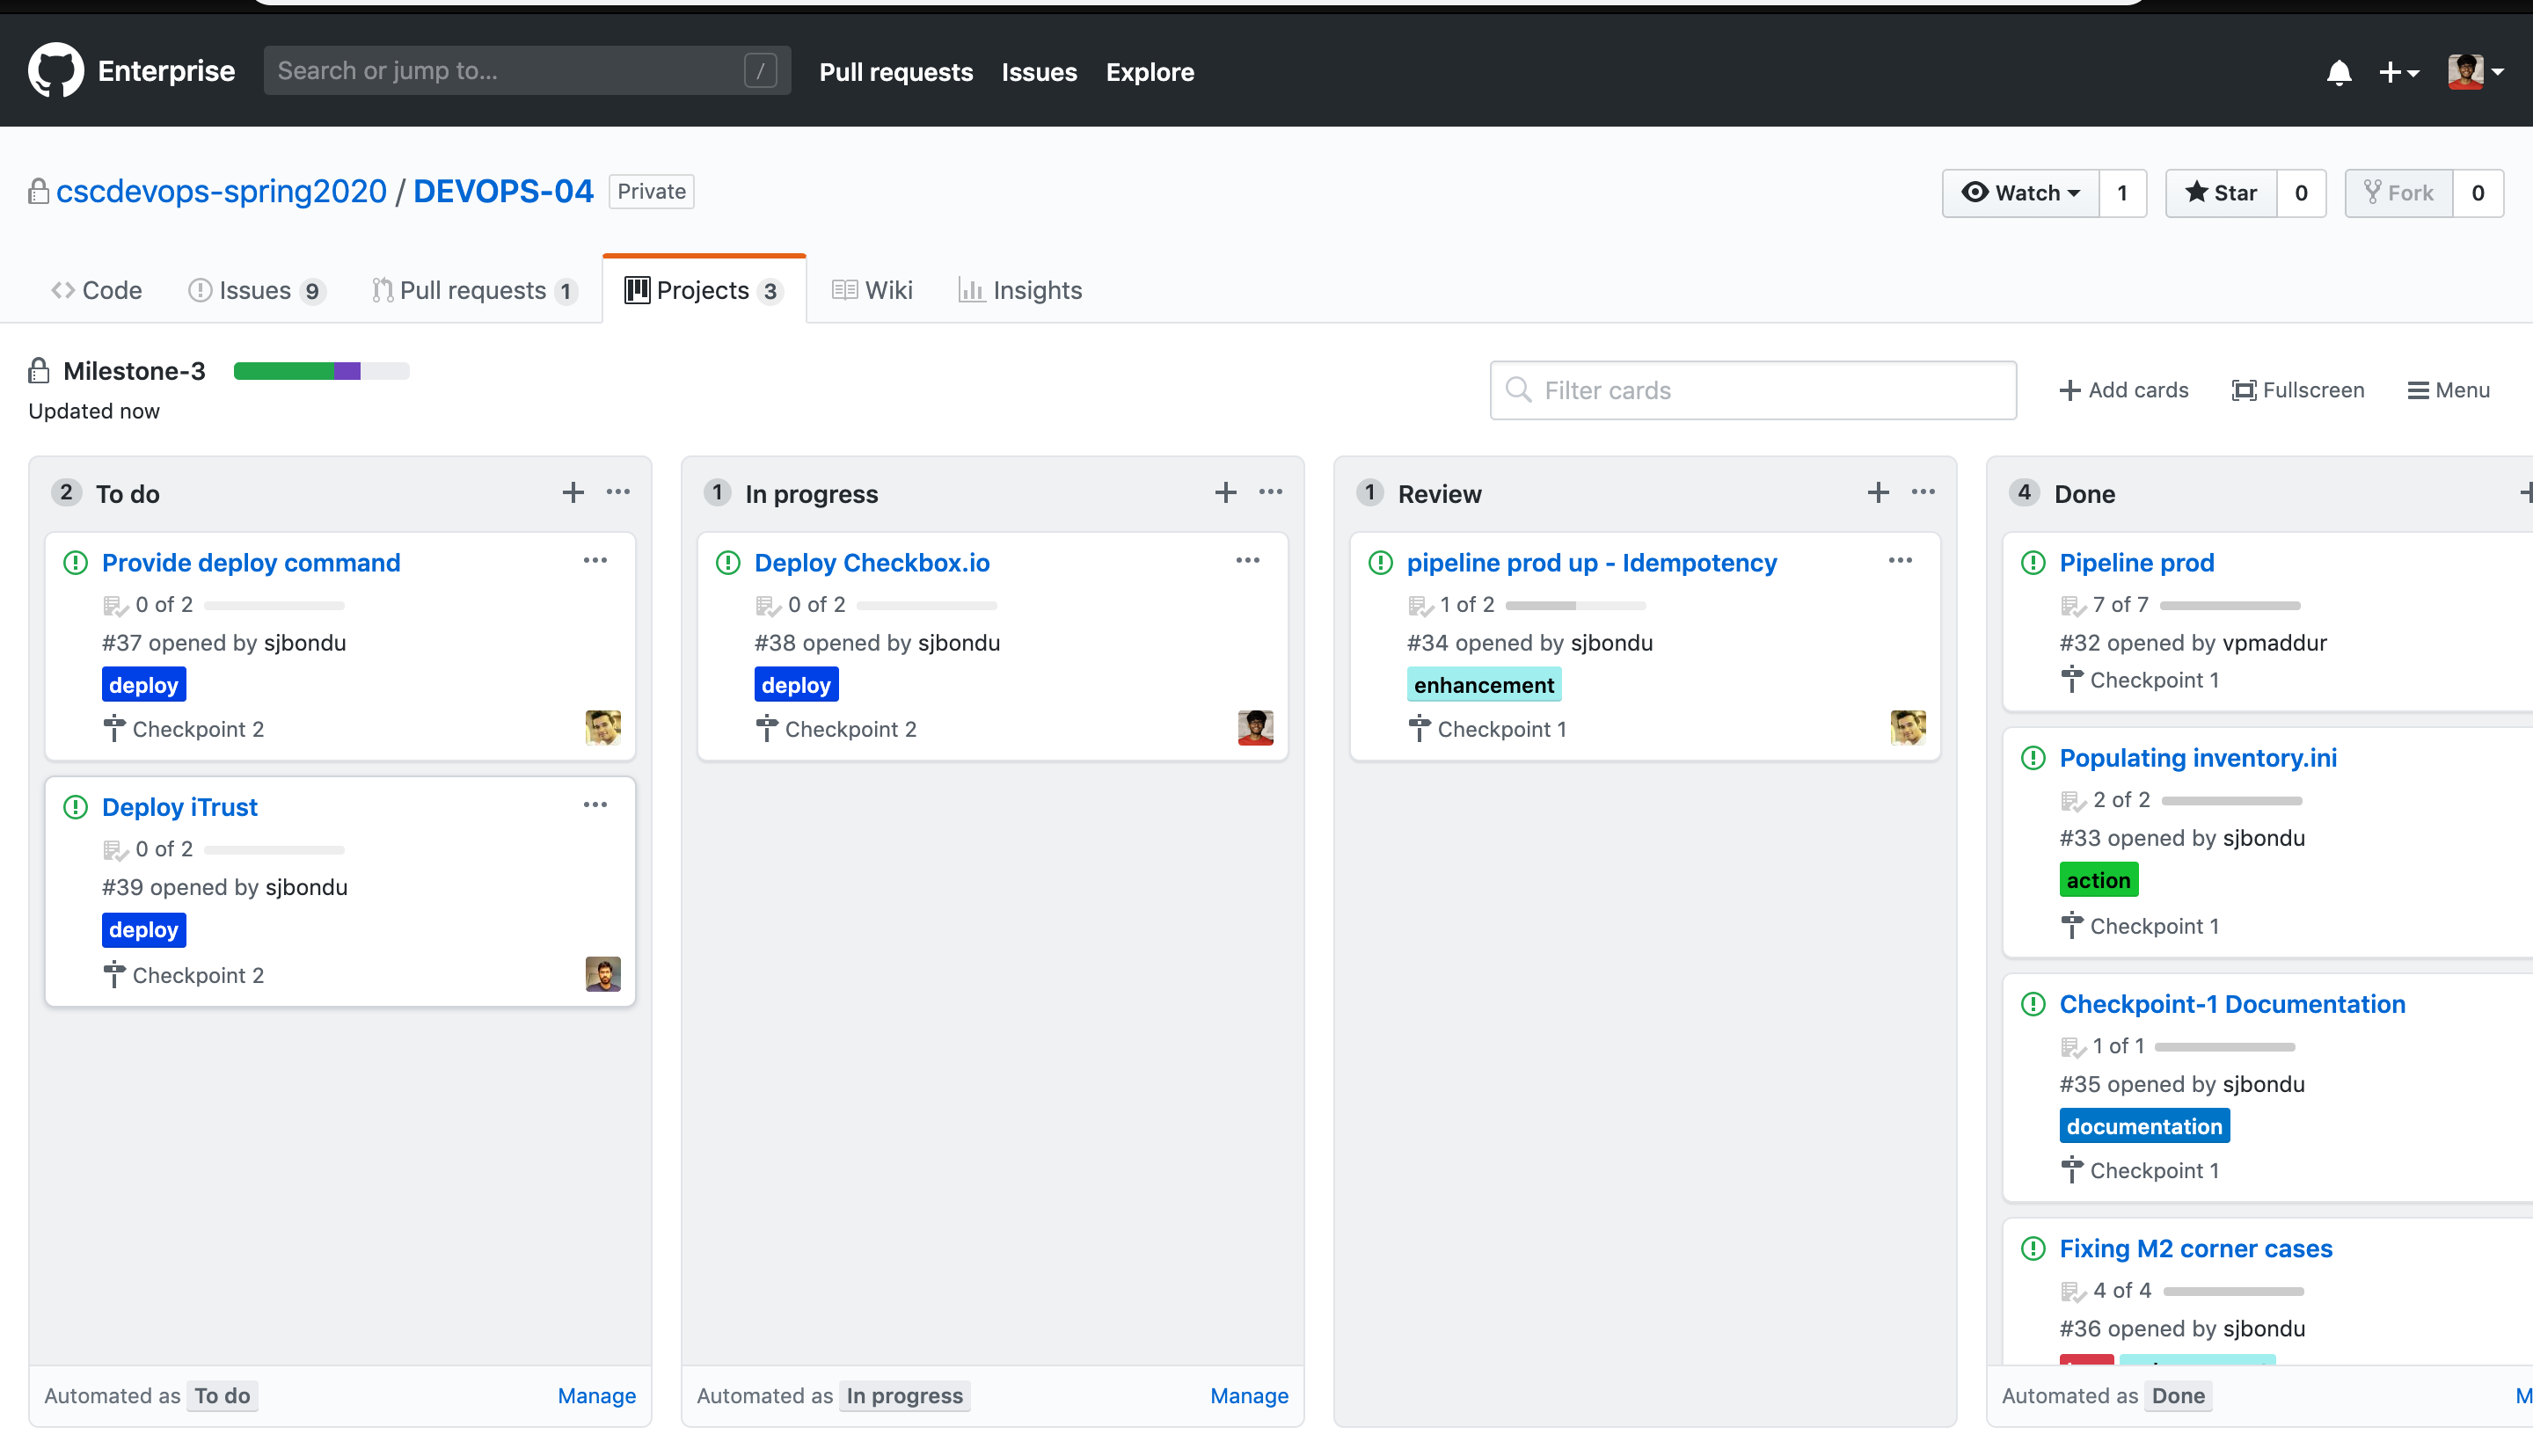 Enterprise
Search or jump to...
/
Pull requests
Issues
Explore
cscdevops-spring2020 / DEVOPS-04
Private
Watch 1
Star 0
Fork 0
Code
Issues 9
Pull requests 1
Projects 3
Wiki
Insights
Milestone-3
Updated now
Filter cards
Add cards
Fullscreen
Menu
2 To do
Provide deploy command
0 of 2
#37 opened by sjbondu
deploy
Checkpoint 2
Deploy iTrust
0 of 2
#39 opened by sjbondu
deploy
Checkpoint 2
Automated as To do
Manage
1 In progress
Deploy Checkbox.io
0 of 2
#38 opened by sjbondu
deploy
Checkpoint 2
Automated as In progress
Manage
1 Review
pipeline prod up - Idempotency
1 of 2
#34 opened by sjbondu
enhancement
Checkpoint 1
4 Done
Pipeline prod
7 of 7
#32 opened by vpmaddur
Checkpoint 1
Populating inventory.ini
2 of 2
#33 opened by sjbondu
action
Checkpoint 1
Checkpoint-1 Documentation
1 of 1
#35 opened by sjbondu
documentation
Checkpoint 1
Fixing M2 corner cases
4 of 4
#36 opened by sjbondu
Automated as Done